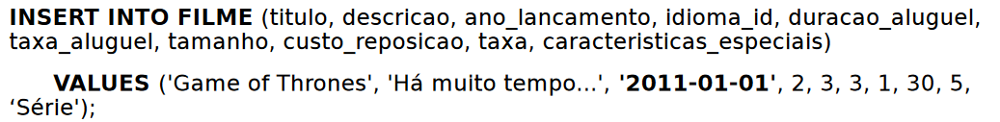 INSERT INTO FILME (titulo, descricao, ano_lancamento, idioma_id, duracao_aluguel,
taxa_aluguel, tamanho, custo_reposicao, taxa, caracteristicas_especiais)
VALUES ('Game of Thrones', 'Há muito tempo...', '2011-01-01', 2, 3, 3, 1, 30, 5,
‘Série');